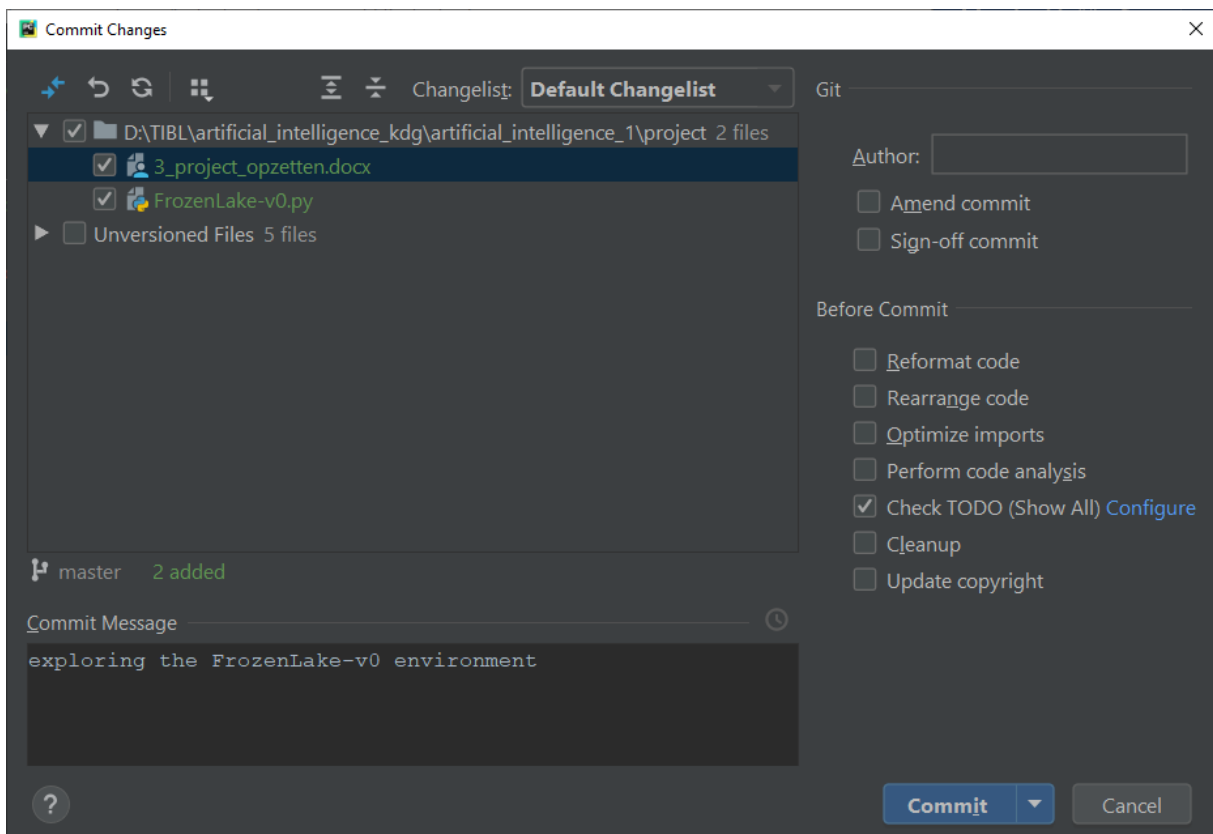 Commit Changes
Changelist: Default Changelist
D:\TIBL\artificial_intelligence_kdg\artificial_intelligence_1\project 2 files
3_project_opzetten.docx
FrozenLake-v0.py
Unversioned Files 5 files
master 2 added
Commit Message
exploring the FrozenLake-v0 environment
Git
Author:
Amend commit
Sign-off commit
Before Commit
Reformat code
Rearrange code
Optimize imports
Perform code analysis
Check TODO (Show All) Configure
Cleanup
Update copyright
?
Commit
Cancel